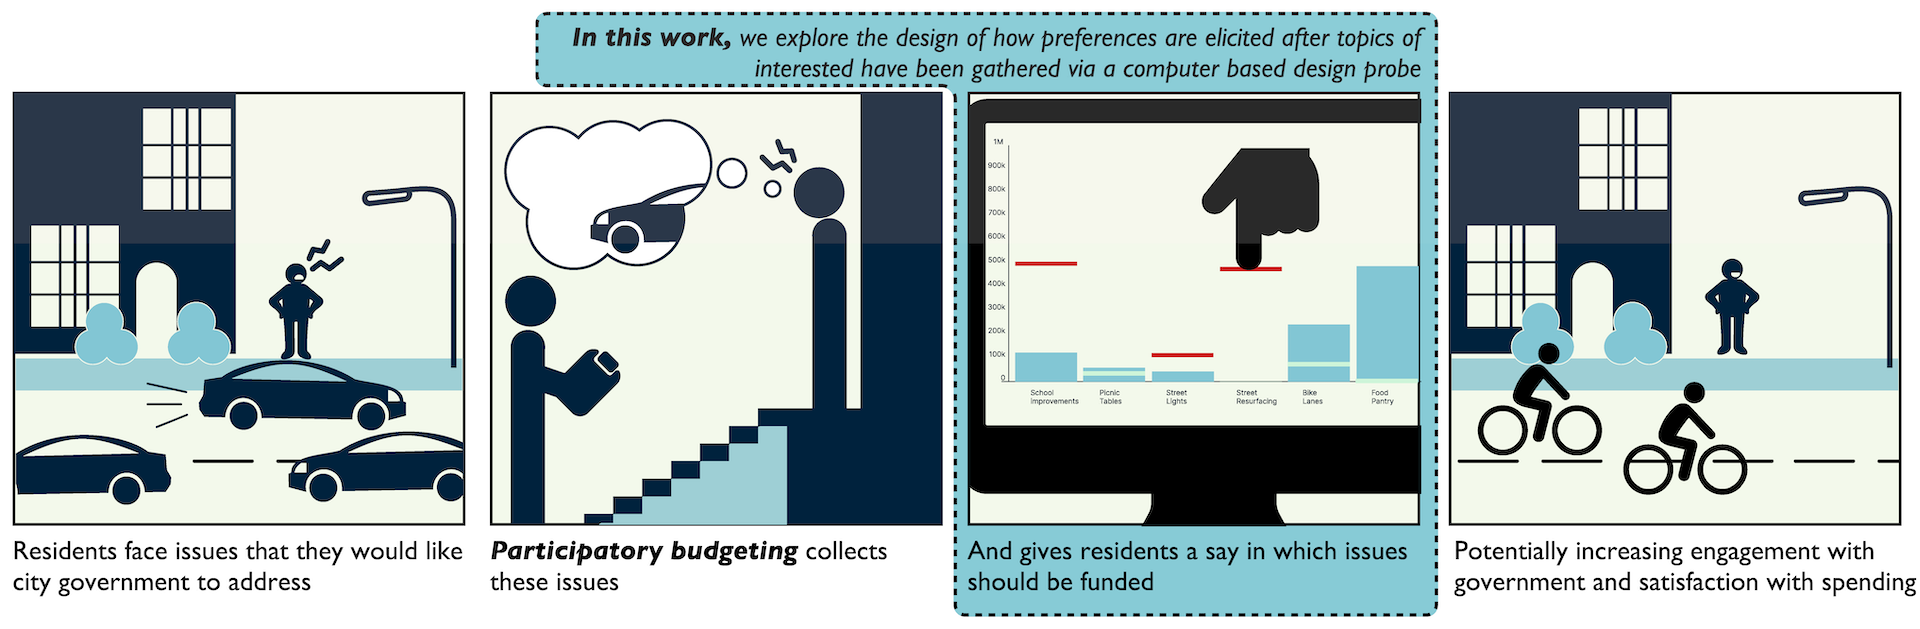 In this work, we explore the design of how preferences are elicited after topics of
interested have been gathered via a computer based design probe
1M
900k
800k
700k
600k
500k
400k
300k
200k
100k
0
School
Improvements
Picnic
Tables
Street
Lights
Street
Resurfacing
Bike
Lanes
Food
Pantry
Residents face issues that they would like
city government to address
Participatory budgeting collects
these issues
And gives residents a say in which issues
should be funded
Potentially increasing engagement with
government and satisfaction with spending